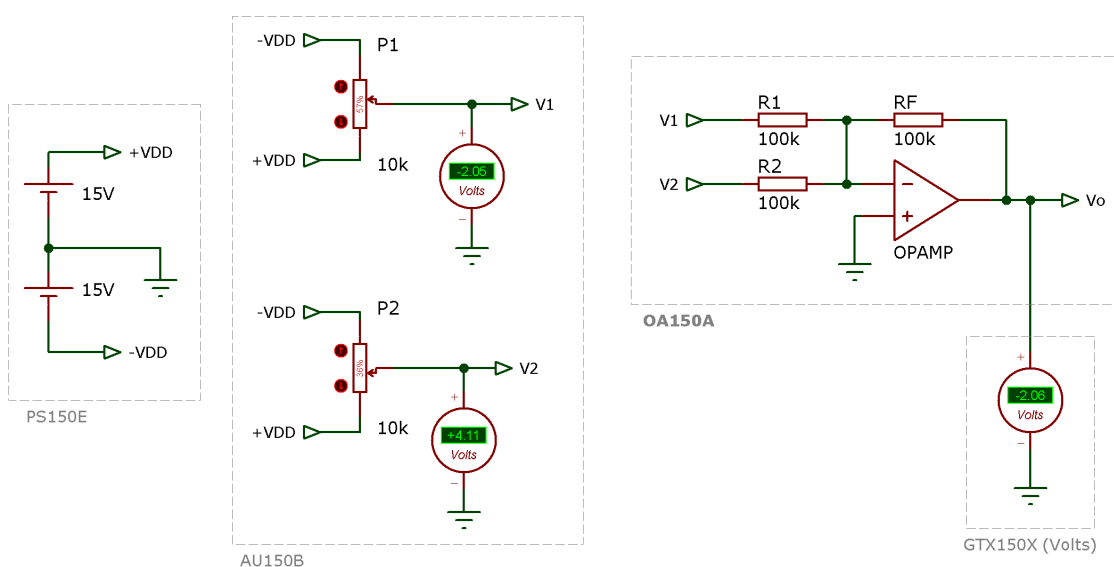 +VDD
15V
15V
-VDD
PS150E
-VDD
P1
57%
V1
+
-2.05
Volts
−
+VDD
10k
-VDD
P2
36%
V2
+
+4.11
Volts
−
+VDD
10k
AU150B
V1
R1
100k
RF
100k
V2
R2
100k
−
+
OPAMP
Vo
OA150A
+
-2.06
Volts
−
GTX150X (Volts)